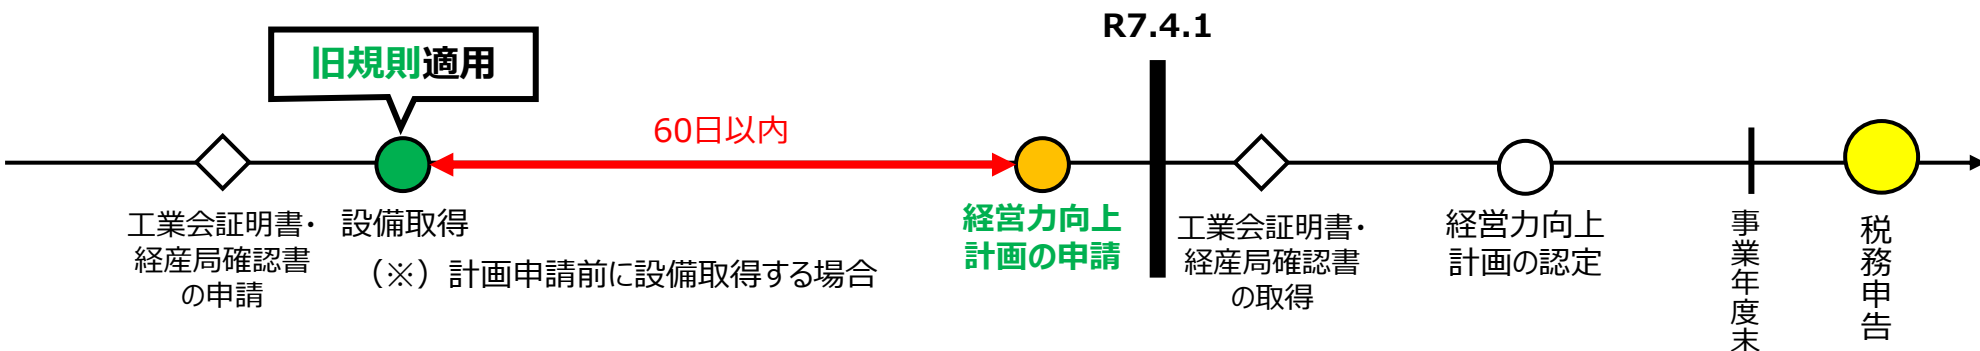 R7.4.1
旧規則適用
60日以内
工業会証明書・
経産局確認書
の申請
設備取得
（※）計画申請前に設備取得する場合
経営力向上
計画の申請
工業会証明書・
経産局確認書
の取得
経営力向上
計画の認定
事業年度末
税務申告